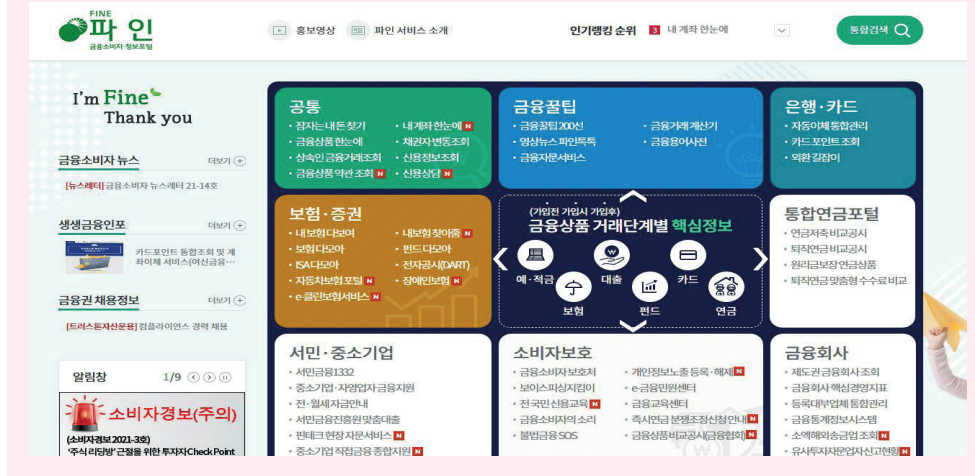 FINE
파인
금융소비자 정보포털
홍보영상
파인 서비스 소개
인기랭킹 순위 3 내 계좌 한눈에
통합검색
I'm Fine
Thank you
금융소비자 뉴스
더보기
[뉴스레터] 금융소비자 뉴스레터 21-14호
생생금융인포
더보기
카드포인트 통합조회 및 계
좌이체 서비스(여신금융…
금융권 채용정보
더보기
[트러스톤자산운용] 컴플라이언스 경력 채용
알림창
1/9
소비자경보(주의)
(소비자경보 2021-3호)
'주식 리딩방' 근절을 위한 투자자 Check Point
공통
· 잠자는 내 돈 찾기
· 내 계좌 한눈에 N
· 금융상품 한눈에
· 채권자변동조회
· 상속인 금융거래조회
· 신용정보조회
· 금융상품 약관 조회 N
· 신용상담 N
금융꿀팁
· 금융꿀팁 200선
· 금융거래계산기
· 영상뉴스 파인톡톡
· 금융용어사전
· 금융자문서비스
은행·카드
· 자동이체 통합관리
· 카드포인트 조회
· 외환 길잡이
보험·증권
· 내보험 다보여
· 내보험 찾아줌 N
· 보험다모아
· 펀드다모아
· ISA다모아
· 전자공시(DART)
· 자동차보험 포털 N
· 장애인보험 N
· e-클린보험서비스 N
(가입전 가입시 가입후)
금융상품 거래단계별 핵심정보
예·적금
보험
대출
펀드
카드
연금
통합연금포털
· 연금저축 비교공시
· 퇴직연금 비교공시
· 원리금보장 연금상품
· 퇴직연금 맞춤형 수수료 비교
서민·중소기업
· 서민금융1332
· 중소기업·자영업자 금융지원
· 전·월세 자금안내
· 서민금융진흥원 맞춤대출
· 핀테크 현장 자문서비스 N
· 중소기업 직접금융 종합지원 N
소비자보호
· 금융소비자 보호처
· 개인정보 노출 등록·해제 N
· 보이스피싱지킴이
· e-금융민원센터
· 전국민 신용교육 N
· 금융교육센터
· 금융소비자의 소리
· 즉시연금 분쟁조정 신청 안내 N
· 불법금융 SOS
· 금융상품 비교공시(금융협회) N
금융회사
· 제도권 금융회사 조회
· 금융회사 핵심경영지표
· 등록대부업체 통합관리
· 금융통계정보시스템
· 소액해외송금업 조회 N
· 유사투자자문업자 신고현황 N